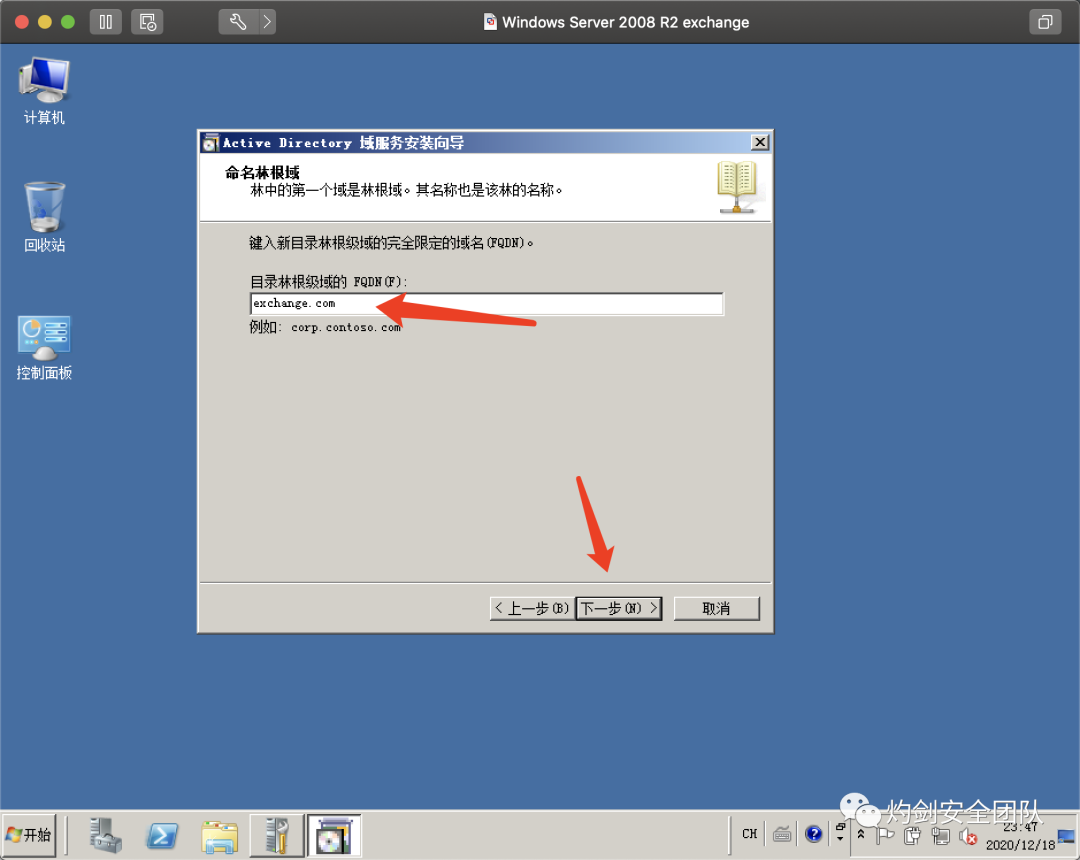 Windows Server 2008 R2 exchange
计算机
回收站
控制面板
Active Directory 域服务安装向导
命名林根域
林中的第一个域是林根域。其名称也是该林的名称。
键入新目录林根级域的完全限定的域名(FQDN)。
目录林根级域的 FQDN(F):
exchange.com
例如: corp.contoso.com
< 上一步(B) 下一步(N) > 取消
灼剑安全团队
开始 CH 23:47
2020/12/18